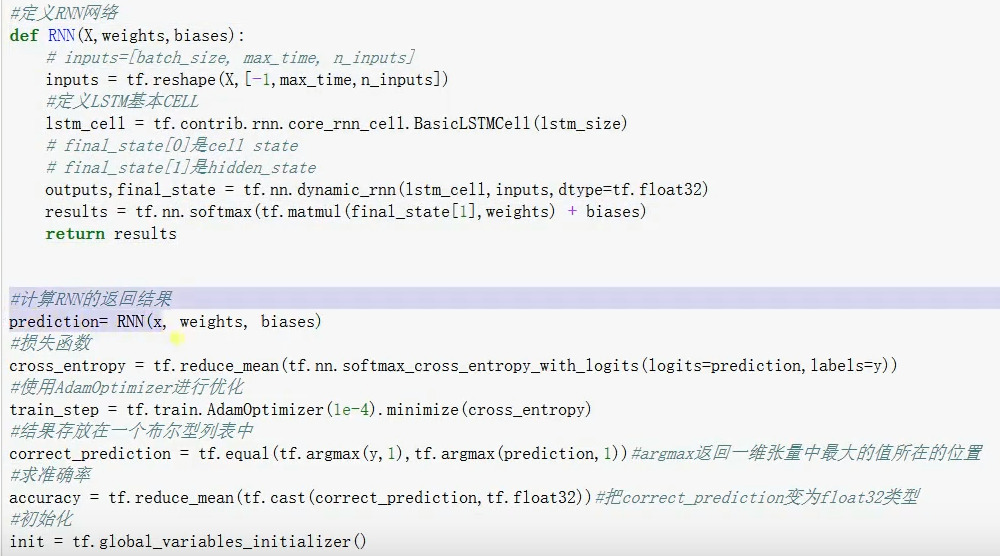 #定义RNN网络
def RNN(X,weights,biases):
    # inputs=[batch_size, max_time, n_inputs]
    inputs = tf.reshape(X,[-1,max_time,n_inputs])
    #定义LSTM基本CELL
    lstm_cell = tf.contrib.rnn.core_rnn_cell.BasicLSTMCell(lstm_size)
    # final_state[0]是cell state
    # final_state[1]是hidden_state
    outputs,final_state = tf.nn.dynamic_rnn(lstm_cell,inputs,dtype=tf.float32)
    results = tf.nn.softmax(tf.matmul(final_state[1],weights) + biases)
    return results
#计算RNN的返回结果
prediction= RNN(x, weights, biases)
#损失函数
cross_entropy = tf.reduce_mean(tf.nn.softmax_cross_entropy_with_logits(logits=prediction,labels=y))
#使用AdamOptimizer进行优化
train_step = tf.train.AdamOptimizer(1e-4).minimize(cross_entropy)
#结果存放在一个布尔型列表中
correct_prediction = tf.equal(tf.argmax(y,1),tf.argmax(prediction,1))#argmax返回一维张量中最大的值所在的位置
#求准确率
accuracy = tf.reduce_mean(tf.cast(correct_prediction,tf.float32))#把correct_prediction变为float32类型
#初始化
init = tf.global_variables_initializer()